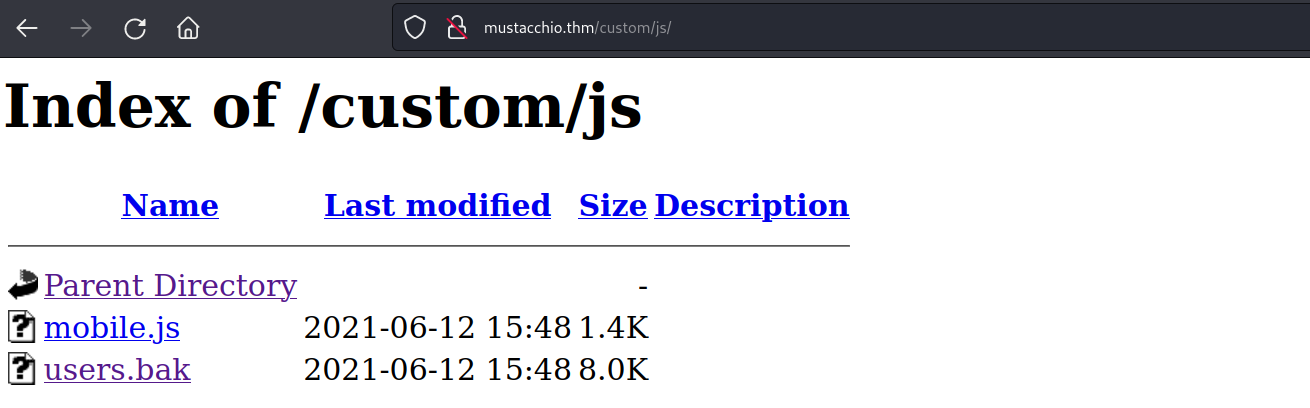 mustacchio.thm/custom/js/
Index of /custom/js
Name Last modified Size Description
Parent Directory -
mobile.js 2021-06-12 15:48 1.4K
users.bak 2021-06-12 15:48 8.0K